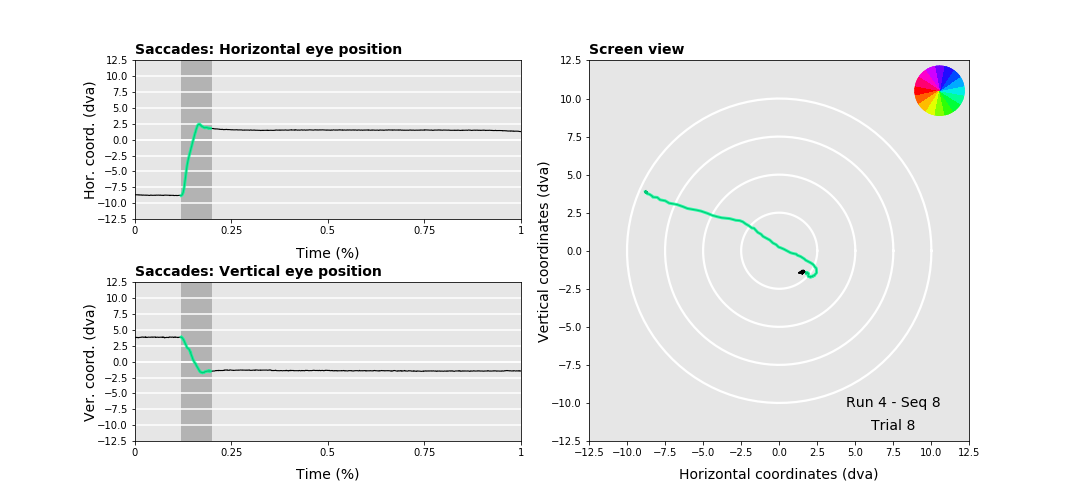 Saccades: Horizontal eye position
Hor. coord. (dva)
12.5
10.0
7.5
5.0
2.5
0.0
−2.5
−5.0
−7.5
−10.0
−12.5
0 0.25 0.5 0.75 1
Time (%)
Saccades: Vertical eye position
Ver. coord. (dva)
12.5
10.0
7.5
5.0
2.5
0.0
−2.5
−5.0
−7.5
−10.0
−12.5
0 0.25 0.5 0.75 1
Time (%)
Screen view
Vertical coordinates (dva)
12.5
10.0
7.5
5.0
2.5
0.0
−2.5
−5.0
−7.5
−10.0
−12.5
Run 4 - Seq 8
Trial 8
−12.5 −10.0 −7.5 −5.0 −2.5 0.0 2.5 5.0 7.5 10.0 12.5
Horizontal coordinates (dva)